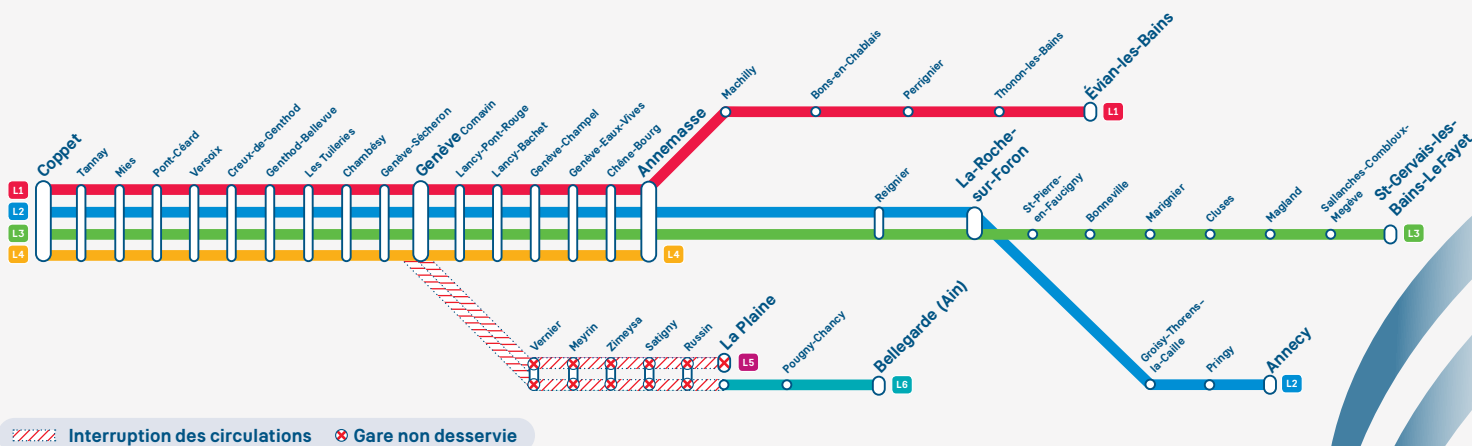 Coppet
Tannay
Mies
Pont-Céard
Versoix
Creux-de-Genthod
Genthod-Bellevue
Les Tuileries
Chambésy
Genève-Sécheron
Genève Cornavin
Lancy-Pont-Rouge
Lancy-Bachet
Genève-Champel
Genève-Eaux-Vives
Chêne-Bourg
Annemasse
Machilly
Bons-en-Chablais
Perrignier
Thonon-les-Bains
Évian-les-Bains
L1
L1
L2
L3
L4
L4
Reignier
La-Roche-
sur-Foron
St-Pierre-
en-Faucigny
Bonneville
Marignier
Cluses
Magland
Sallanches-Combloux-
Megève
St-Gervais-les-
Bains-LeFayet
L3
Vernier
Meyrin
Zimeysa
Satigny
Russin
La Plaine
L5
Pougny-Chancy
Bellegarde (Ain)
L6
Groisy-Thorens-
la-Caille
Pringy
Annecy
L2
Interruption des circulations
Gare non desservie